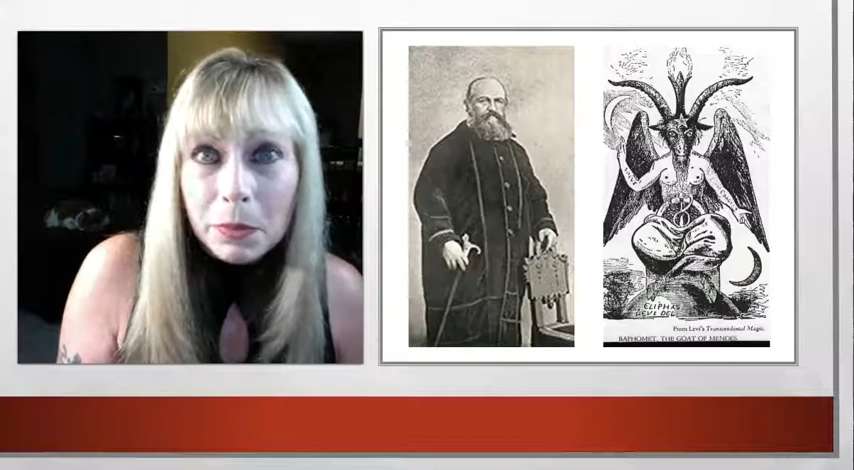 ELIPHAS
LEVI DEL
From Levi's Transcendental Magic.
BAPHOMET, THE GOAT OF MENDES.